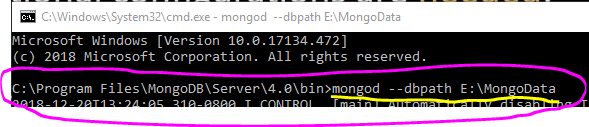 C:\Windows\System32\cmd.exe - mongod --dbpath E:\MongoData
Microsoft Windows [Version 10.0.17134.472]
(c) 2018 Microsoft Corporation. All rights reserved.
C:\Program Files\MongoDB\Server\4.0\bin>mongod --dbpath E:\MongoData
2018-12-20T13:24:05.310-0800 I CONTROL [main] Automatically disabling T